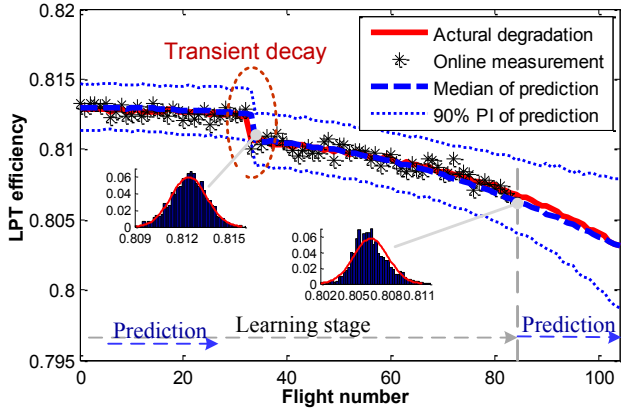 0.82
0.815
0.81
0.805
0.8
0.795
LPT efficiency
Transient decay
Actural degradation
Online measurement
Median of prediction
90% PI of prediction
0.06
0.04
0.02
0
0.809 0.812 0.815
0.06
0.04
0.02
0
0.802 0.805 0.808 0.811
Prediction
Learning stage
Prediction
0 20 40 60 80 100
Flight number